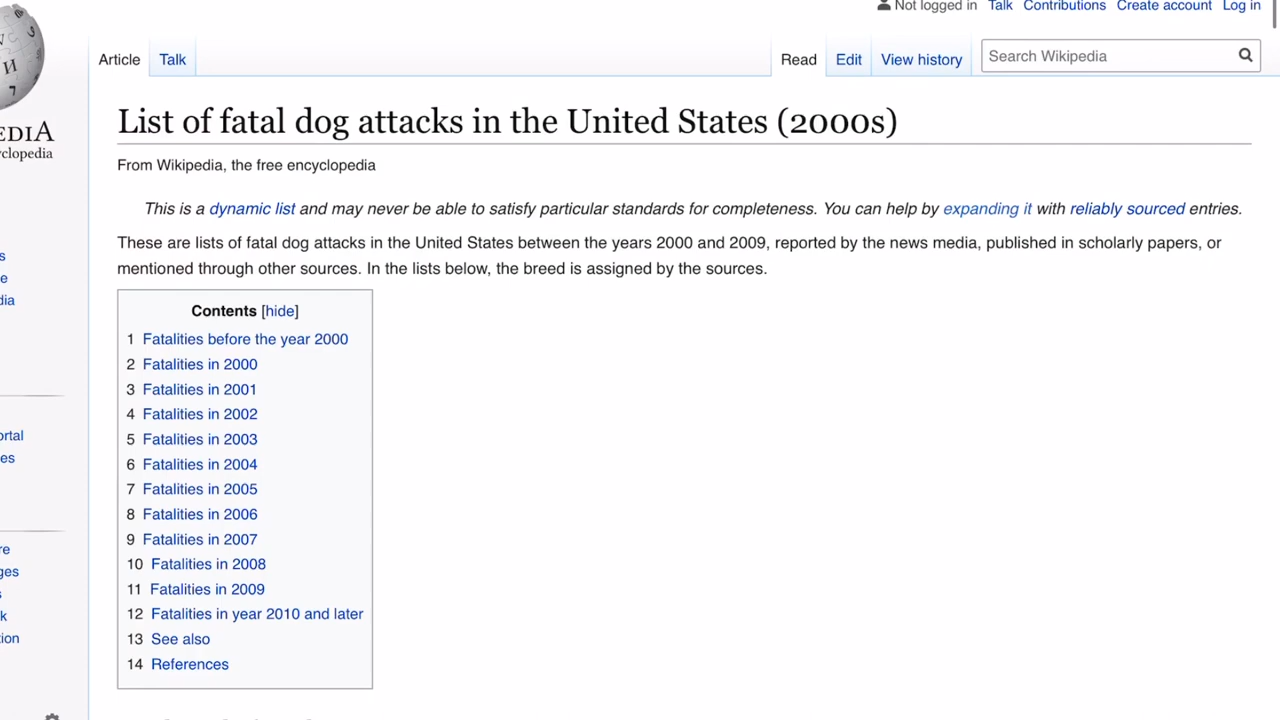 Not logged in Talk Contributions Create account Log in
Article Talk Read Edit View history Search Wikipedia
EDIA
clopedia
List of fatal dog attacks in the United States (2000s)
From Wikipedia, the free encyclopedia
This is a dynamic list and may never be able to satisfy particular standards for completeness. You can help by expanding it with reliably sourced entries.
These are lists of fatal dog attacks in the United States between the years 2000 and 2009, reported by the news media, published in scholarly papers, or
mentioned through other sources. In the lists below, the breed is assigned by the sources.
Contents [hide]
1 Fatalities before the year 2000
2 Fatalities in 2000
3 Fatalities in 2001
4 Fatalities in 2002
5 Fatalities in 2003
6 Fatalities in 2004
7 Fatalities in 2005
8 Fatalities in 2006
9 Fatalities in 2007
10 Fatalities in 2008
11 Fatalities in 2009
12 Fatalities in year 2010 and later
13 See also
14 References
s
e
dia
ortal
es
re
ges
s
k
tion